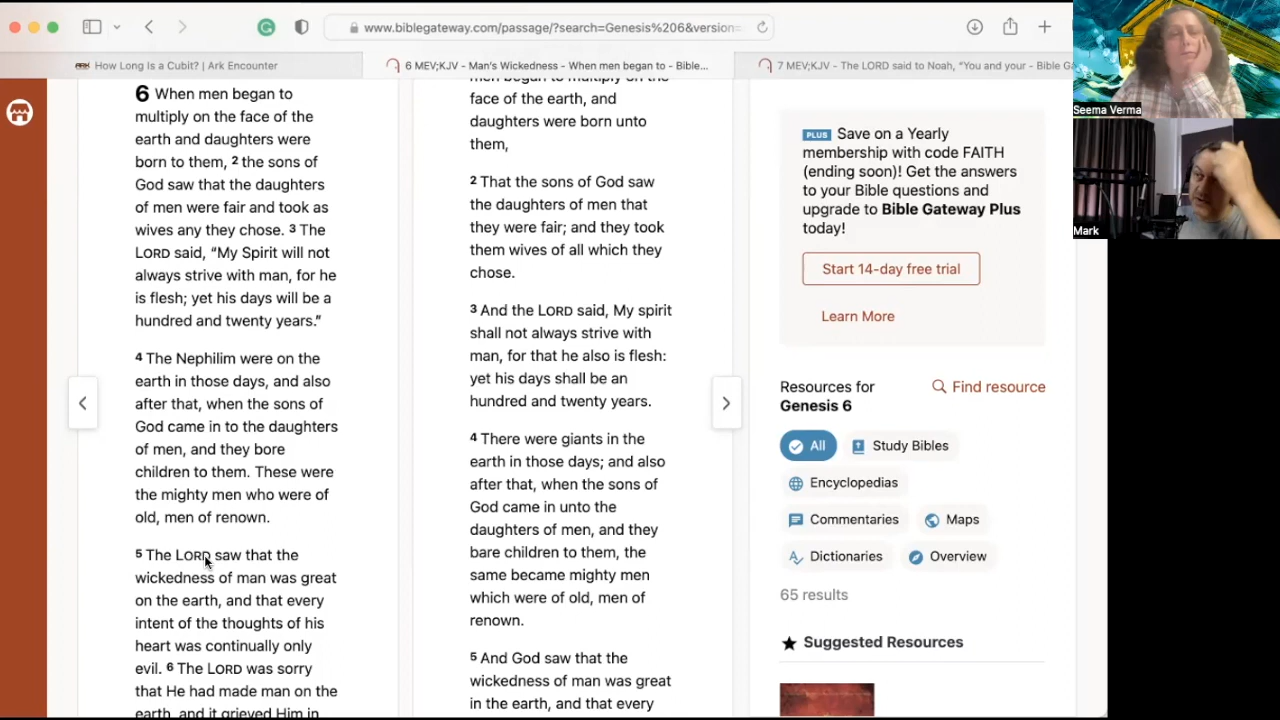 www.biblegateway.com/passage/?search=Genesis%206&version=
How Long Is a Cubit? | Ark Encounter
6 MEV;KJV - Man's Wickedness - When men began to - Bible...
7 MEV;KJV - The LORD said to Noah, "You and your - Bible Ga
6 When men began to
multiply on the face of the
earth and daughters were
born to them, 2 the sons of
God saw that the daughters
of men were fair and took as
wives any they chose. 3 The
LORD said, "My Spirit will not
always strive with man, for he
is flesh; yet his days will be a
hundred and twenty years."
4 The Nephilim were on the
earth in those days, and also
after that, when the sons of
God came in to the daughters
of men, and they bore
children to them. These were
the mighty men who were of
old, men of renown.
5 The LORD saw that the
wickedness of man was great
on the earth, and that every
intent of the thoughts of his
heart was continually only
evil. 6 The LORD was sorry
that He had made man on the
earth, and it grieved Him in
men began to multiply on the
face of the earth, and
daughters were born unto
them,
2 That the sons of God saw
the daughters of men that
they were fair; and they took
them wives of all which they
chose.
3 And the LORD said, My spirit
shall not always strive with
man, for that he also is flesh:
yet his days shall be an
hundred and twenty years.
4 There were giants in the
earth in those days; and also
after that, when the sons of
God came in unto the
daughters of men, and they
bare children to them, the
same became mighty men
which were of old, men of
renown.
5 And God saw that the
wickedness of man was great
in the earth, and that every
PLUS Save on a Yearly
membership with code FAITH
(ending soon)! Get the answers
to your Bible questions and
upgrade to Bible Gateway Plus
today!
Start 14-day free trial
Learn More
Resources for
Genesis 6
Find resource
All
Study Bibles
Encyclopedias
Commentaries
Maps
Dictionaries
Overview
65 results
Suggested Resources
Seema Verma
Mark